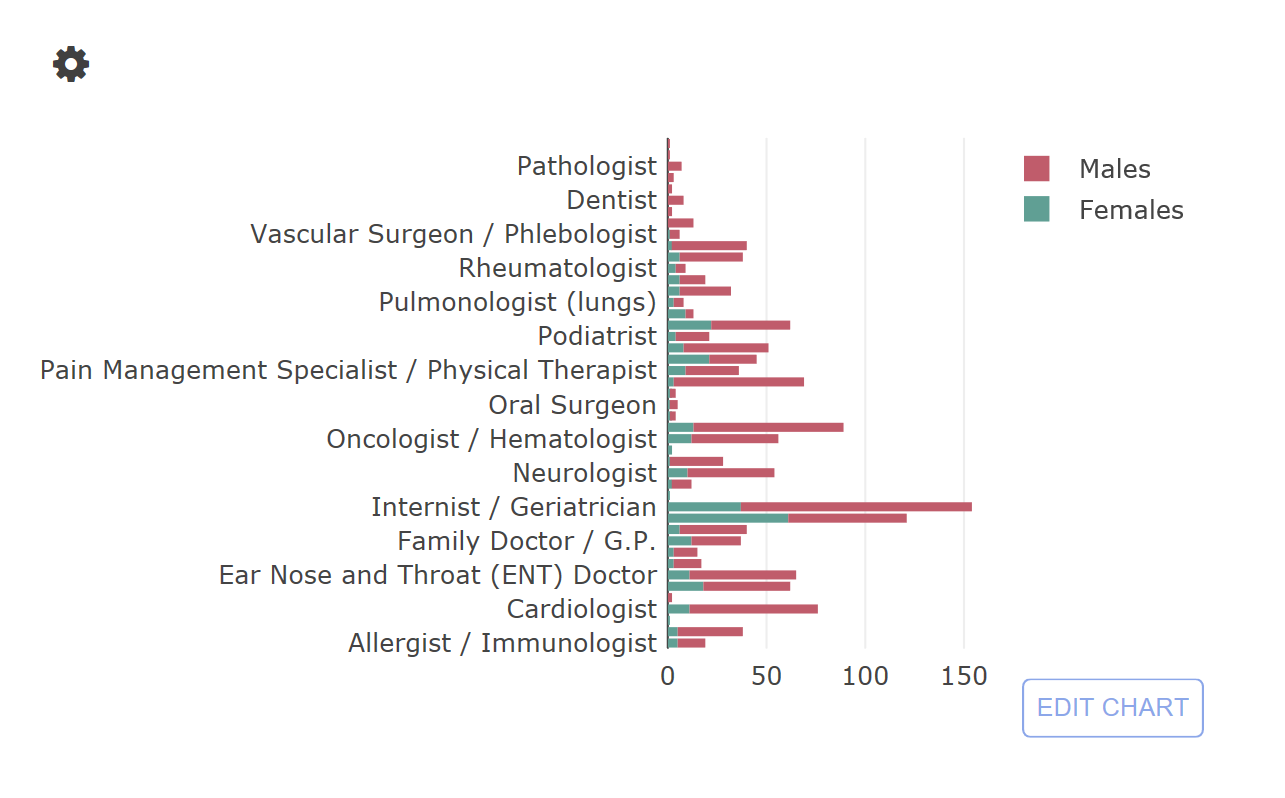 Pathologist
Dentist
Vascular Surgeon / Phlebologist
Rheumatologist
Pulmonologist (lungs)
Podiatrist
Pain Management Specialist / Physical Therapist
Oral Surgeon
Oncologist / Hematologist
Neurologist
Internist / Geriatrician
Family Doctor / G.P.
Ear Nose and Throat (ENT) Doctor
Cardiologist
Allergist / Immunologist
0 50 100 150
Males
Females
EDIT CHART